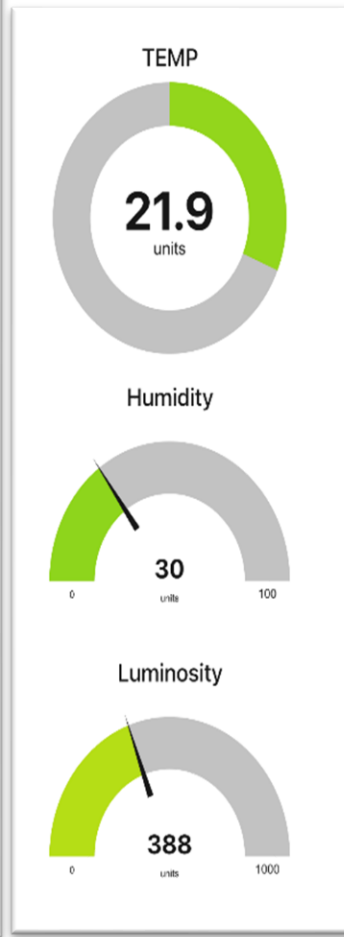 TEMP
21.9
units
Humidity
30
units
0
100
Luminosity
388
units
0
1000